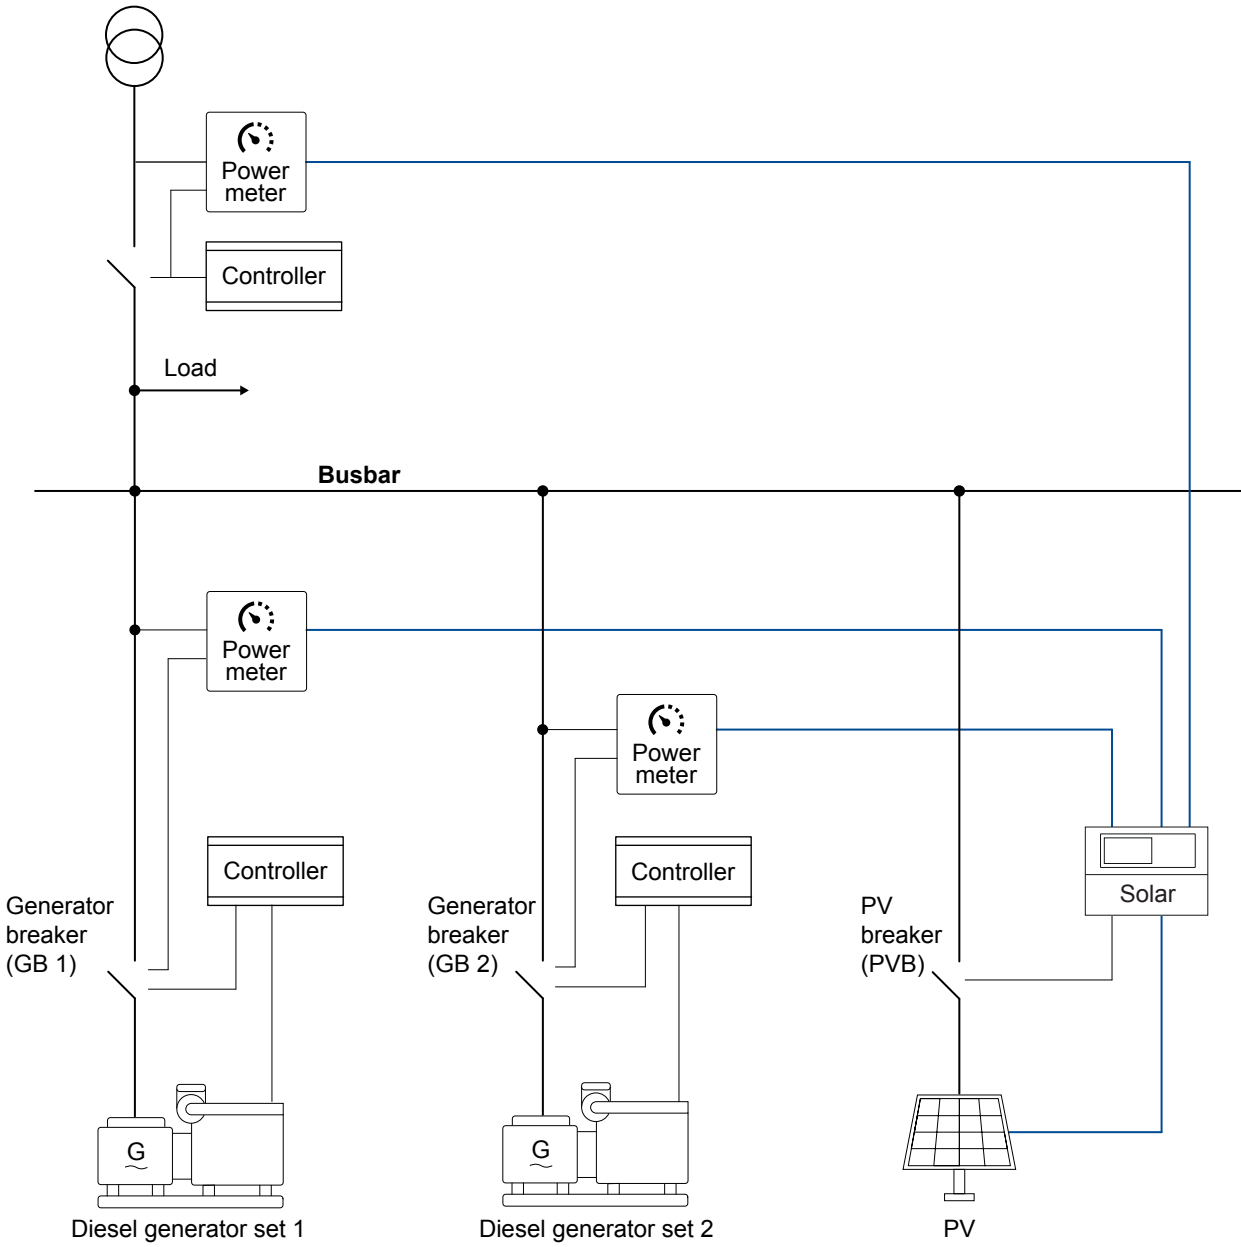 Power
meter
Controller
Load
Busbar
Power
meter
Power
meter
Controller
Controller
Solar
Generator
breaker
(GB 1)
Generator
breaker
(GB 2)
PV
breaker
(PVB)
G
G
Diesel generator set 1
Diesel generator set 2
PV